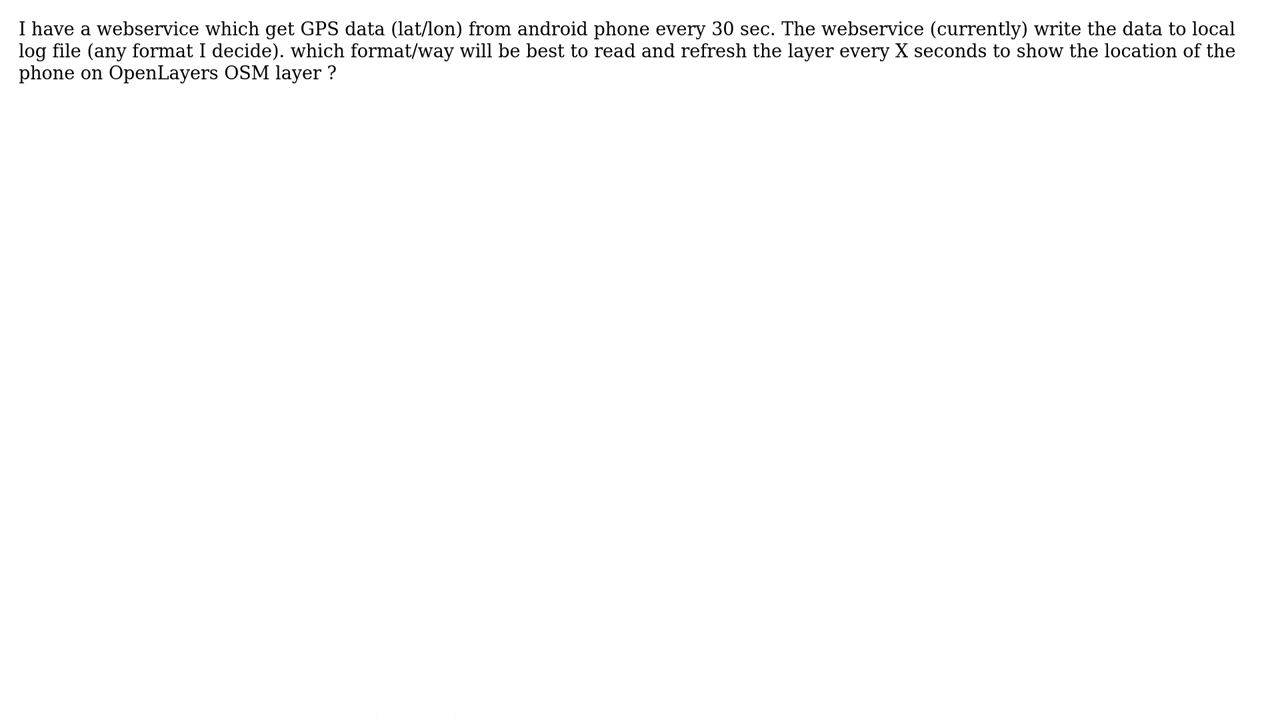 I have a webservice which get GPS data (lat/lon) from android phone every 30 sec. The webservice (currently) write the data to local
log file (any format I decide). which format/way will be best to read and refresh the layer every X seconds to show the location of the
phone on OpenLayers OSM layer ?